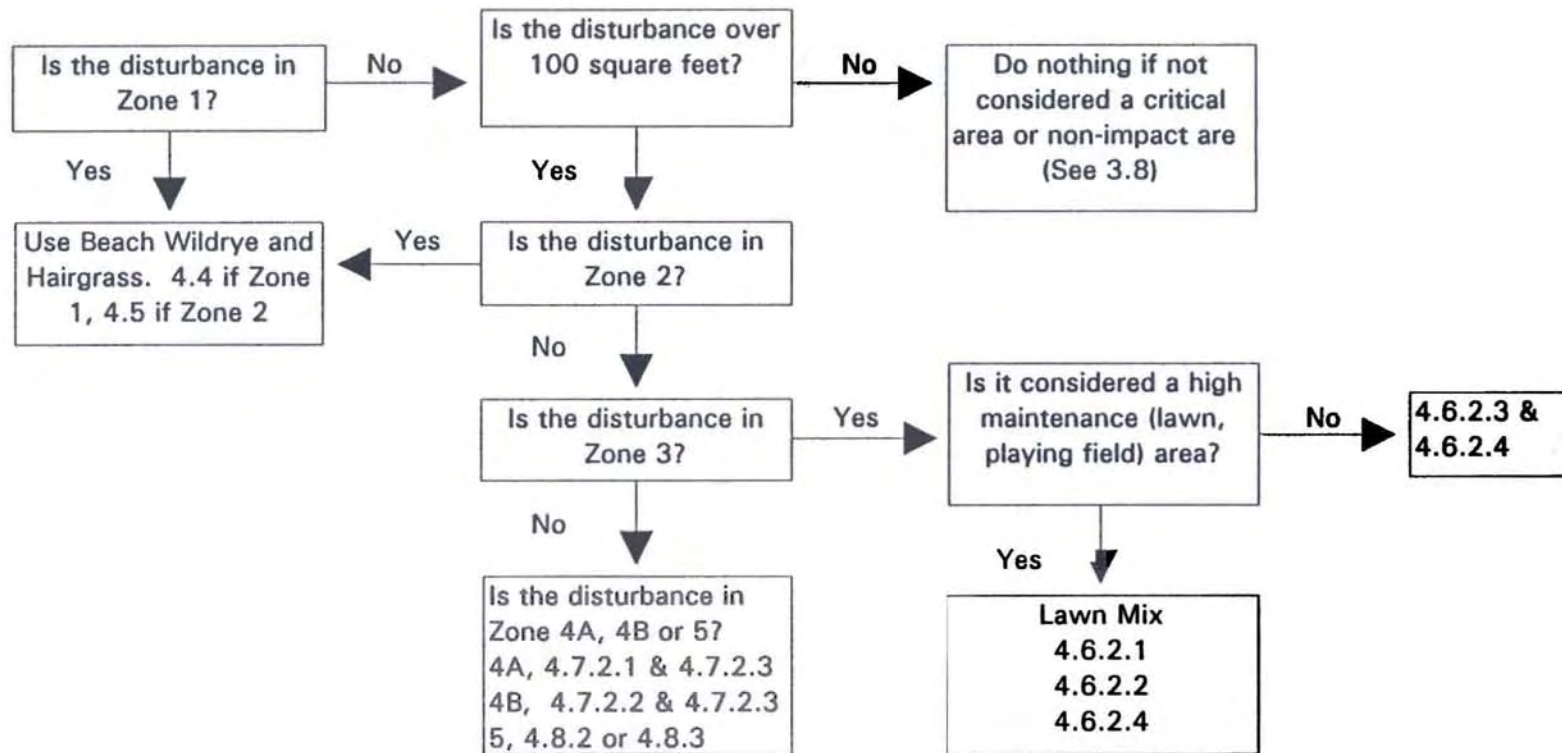 Is the disturbance in
Zone 1?
No
Is the disturbance over
100 square feet?
No
Do nothing if not
considered a critical
area or non-impact are
(See 3.8)
Yes
Yes
Use Beach Wildrye and
Hairgrass. 4.4 if Zone
1, 4.5 if Zone 2
Yes
Is the disturbance in
Zone 2?
No
Is the disturbance in
Zone 3?
Yes
Is it considered a high
maintenance (lawn,
playing field) area?
No
4.6.2.3 &
4.6.2.4
No
Yes
Is the disturbance in
Zone 4A, 4B or 5?
4A, 4.7.2.1 & 4.7.2.3
4B, 4.7.2.2 & 4.7.2.3
5, 4.8.2 or 4.8.3
Lawn Mix
4.6.2.1
4.6.2.2
4.6.2.4